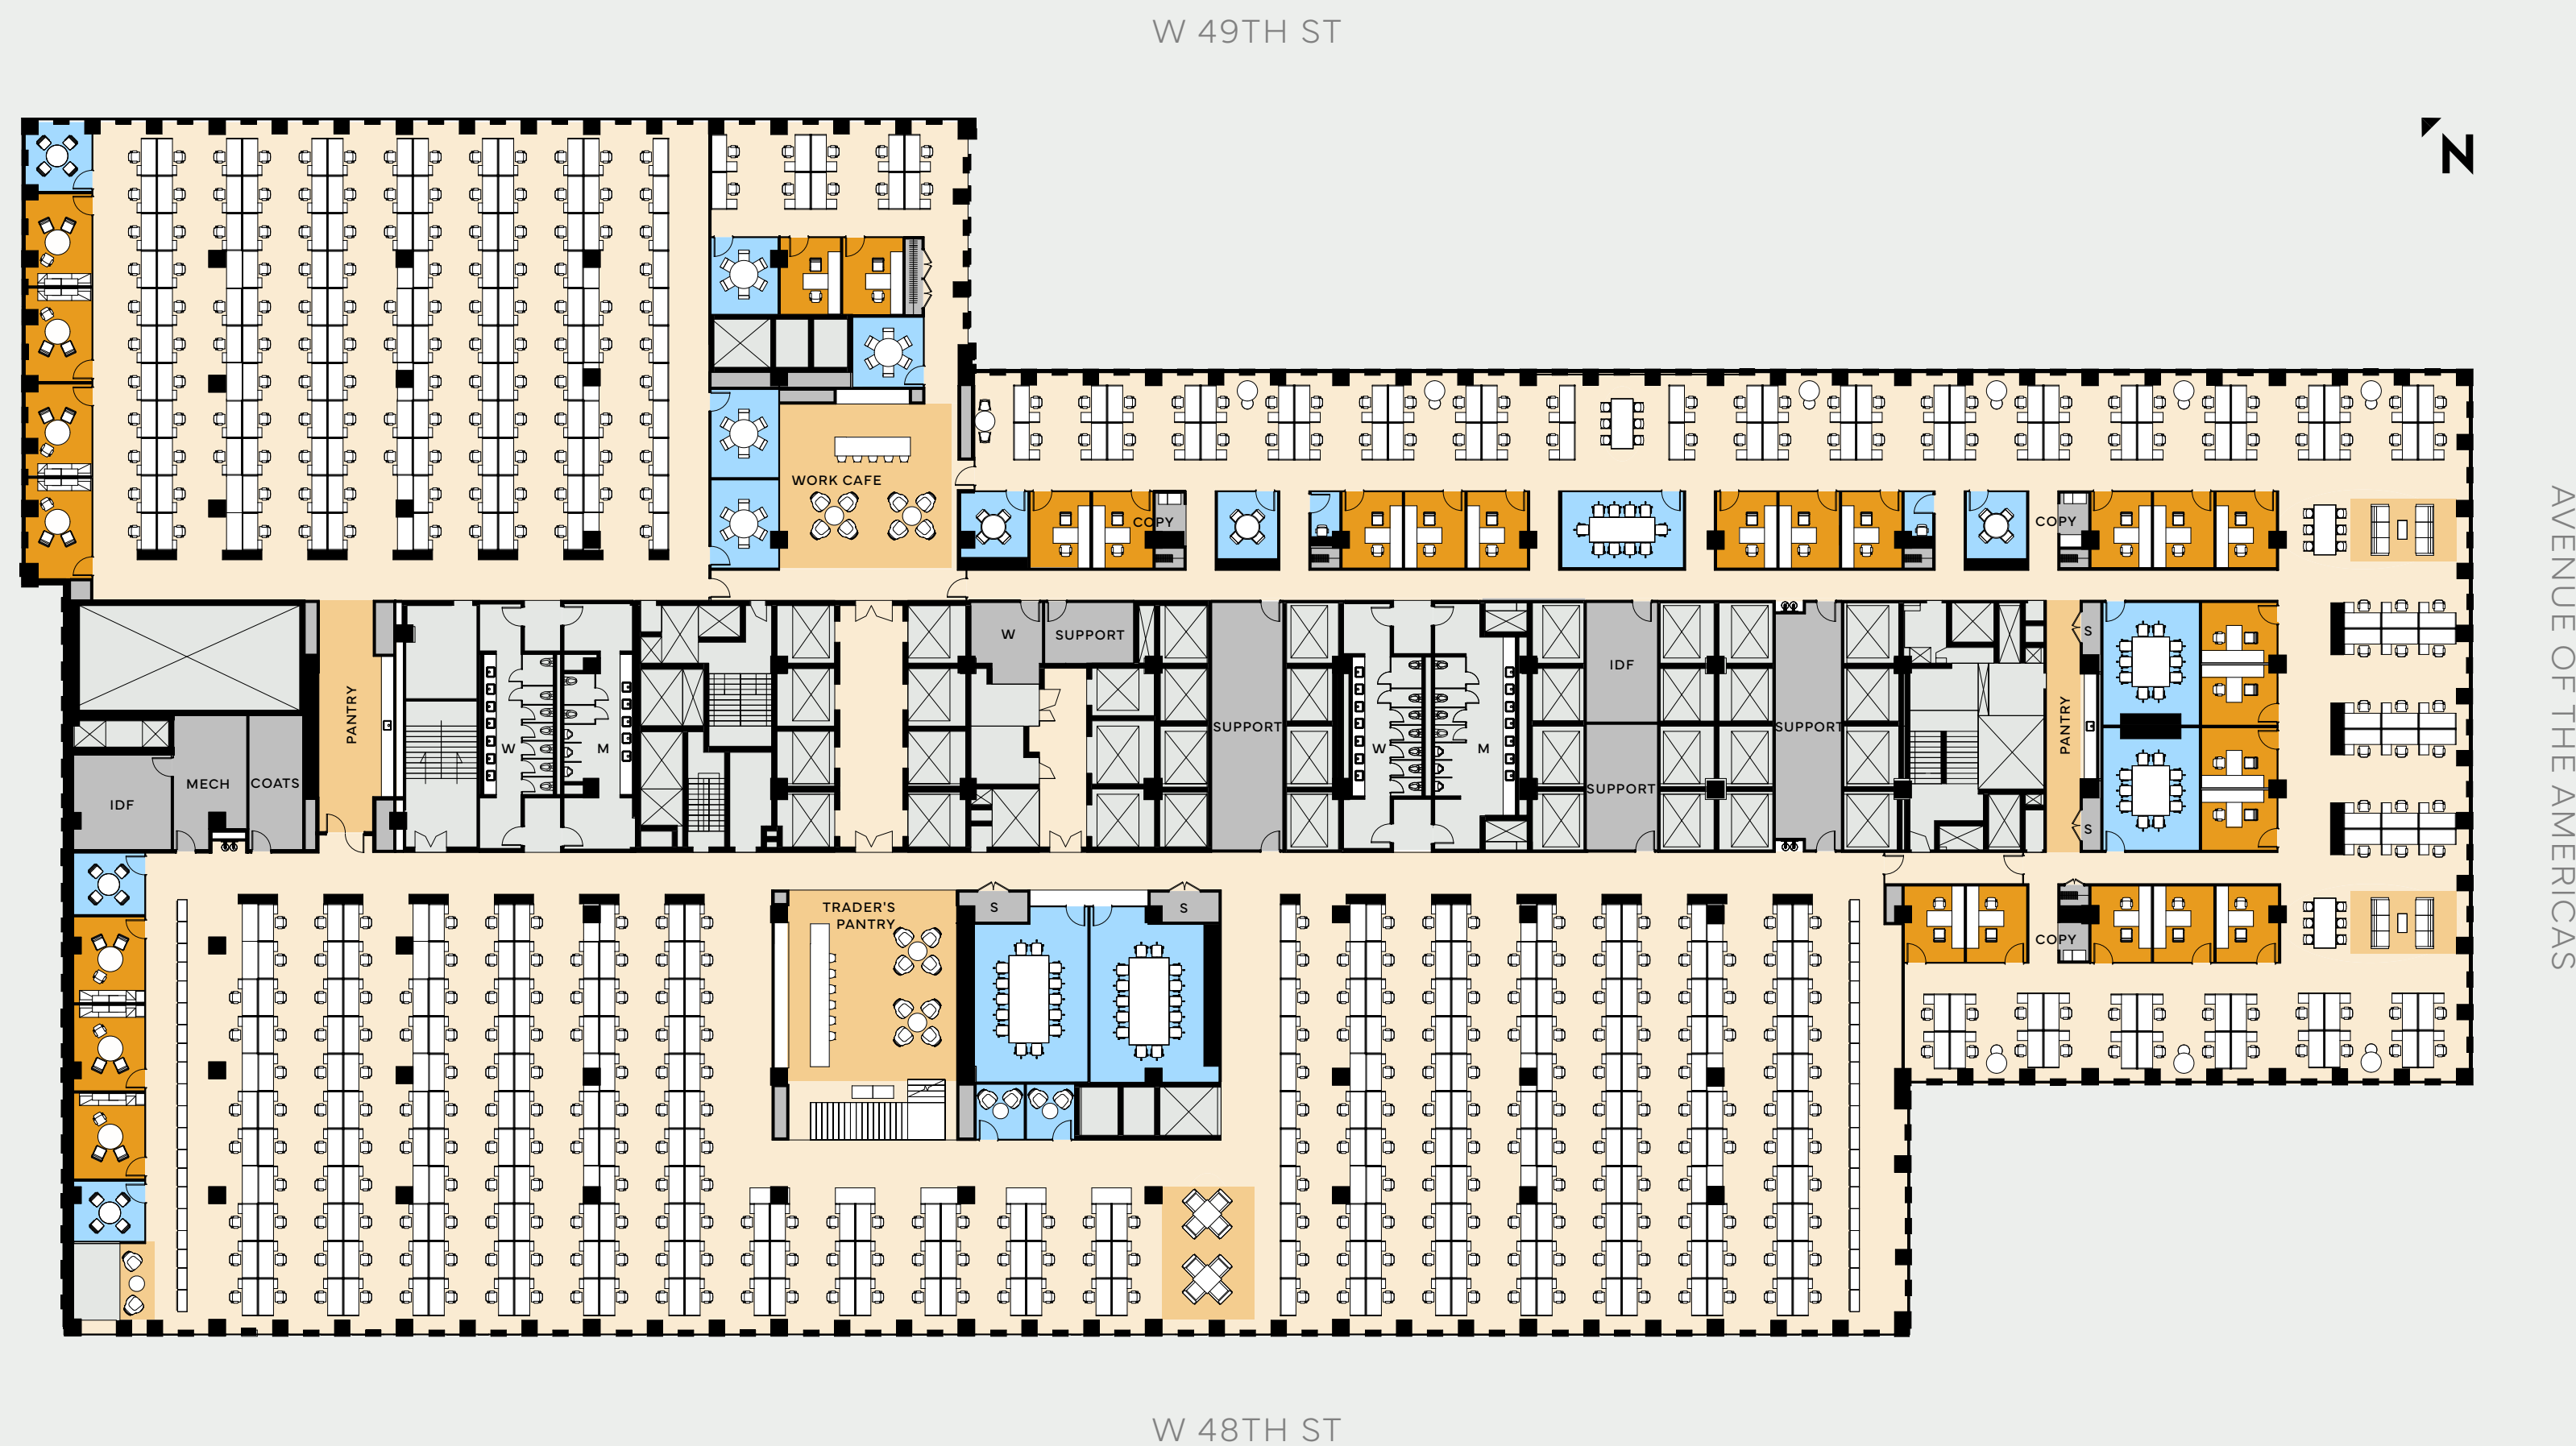 W 49TH ST
N
WORK CAFE
COPY
COPY
W
SUPPORT
S
IDF
PANTRY
SUPPORT
SUPPORT
PANTRY
W
M
W
M
MECH
COATS
IDF
SUPPORT
S
AVENUE OF THE AMERICAS
TRADER'S
PANTRY
S
S
COPY
W 48TH ST